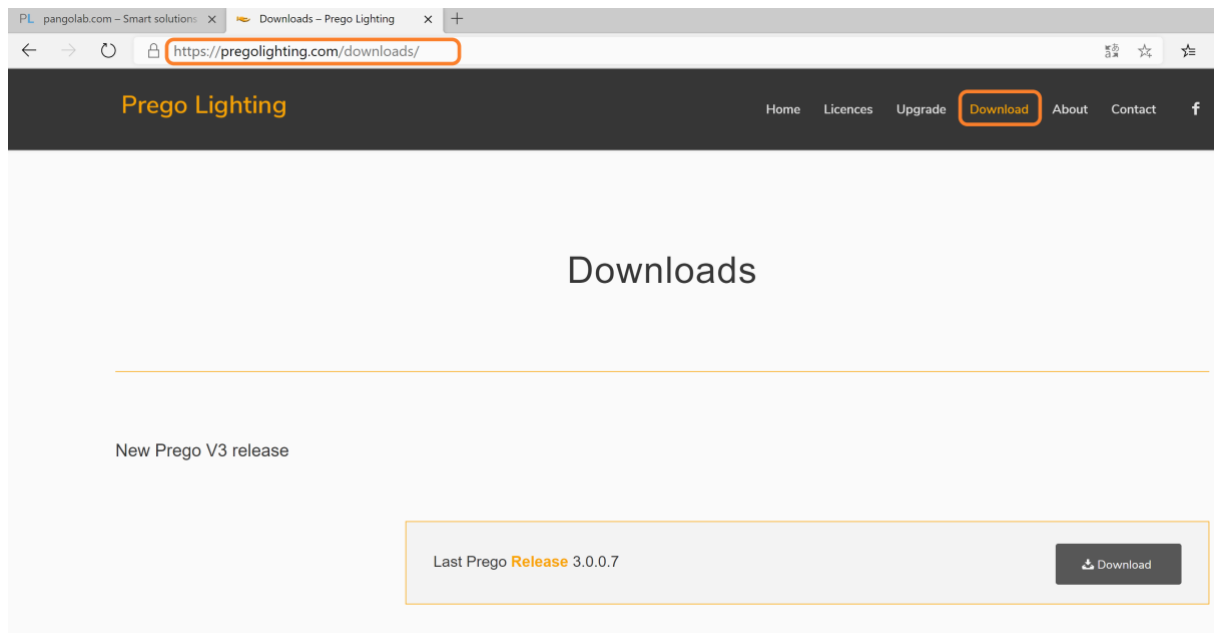 PL pangolab.com – Smart solutions Downloads – Prego Lighting
https://pregolighting.com/downloads/
Prego Lighting
Home Licences Upgrade Download About Contact f
Downloads
New Prego V3 release
Last Prego Release 3.0.0.7
Download